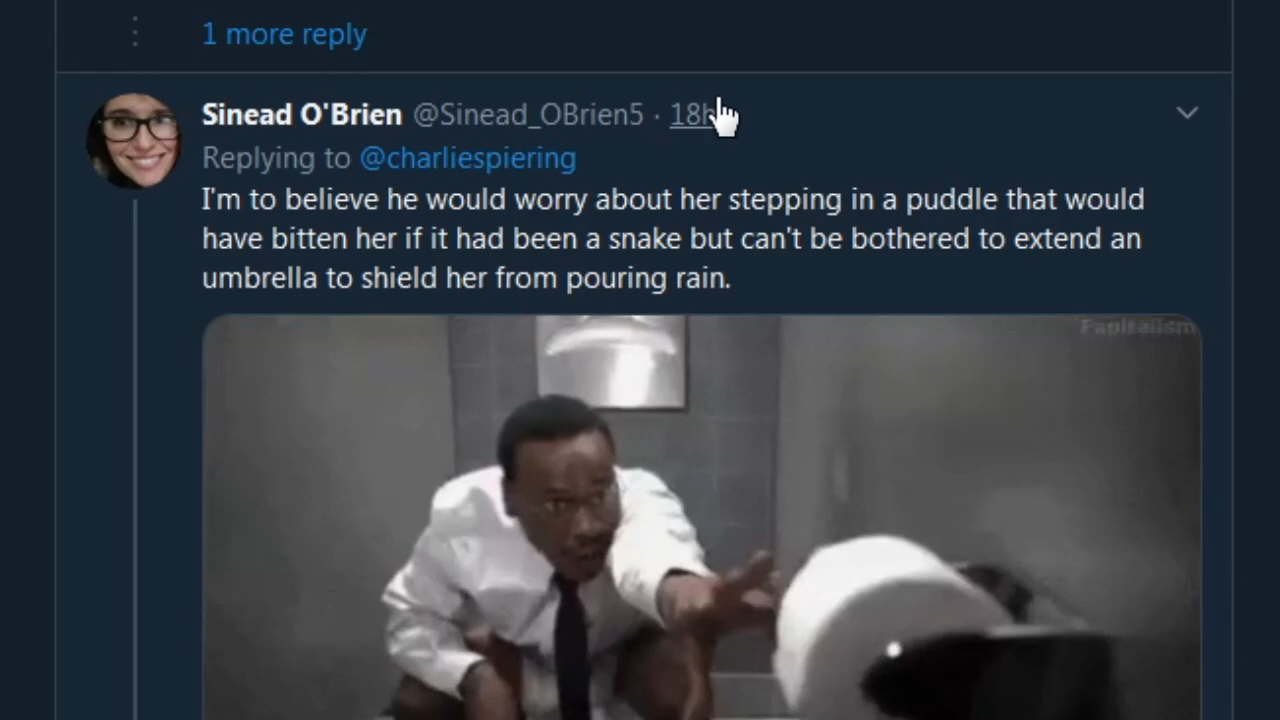 1 more reply
Sinead O'Brien @Sinead_OBrien5 · 18h
Replying to @charliespiering
I'm to believe he would worry about her stepping in a puddle that would
have bitten her if it had been a snake but can't be bothered to extend an
umbrella to shield her from pouring rain.